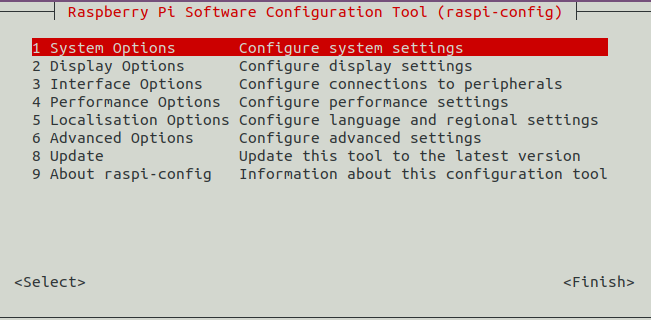 Raspberry Pi Software Configuration Tool (raspi-config)
1 System Options Configure system settings
2 Display Options Configure display settings
3 Interface Options Configure connections to peripherals
4 Performance Options Configure performance settings
5 Localisation Options Configure language and regional settings
6 Advanced Options Configure advanced settings
8 Update Update this tool to the latest version
9 About raspi-config Information about this configuration tool
<Select> <Finish>